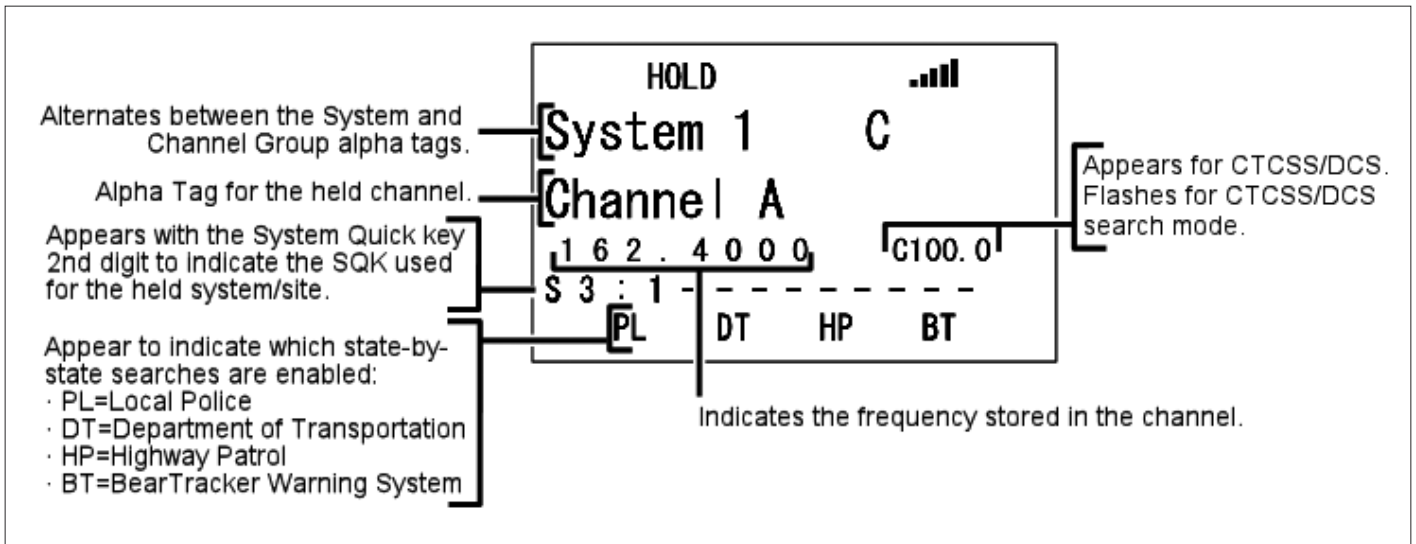 HOLD
System 1 C
Channel A
162.4000 C100.0
S3:1---------
PL DT HP BT
Alternates between the System and
Channel Group alpha tags.
Alpha Tag for the held channel.
Appears with the System Quick key
2nd digit to indicate the SQK used
for the held system/site.
Appear to indicate which state-by-
state searches are enabled:
· PL=Local Police
· DT=Department of Transportation
· HP=Highway Patrol
· BT=BearTracker Warning System
Appears for CTCSS/DCS.
Flashes for CTCSS/DCS
search mode.
Indicates the frequency stored in the channel.